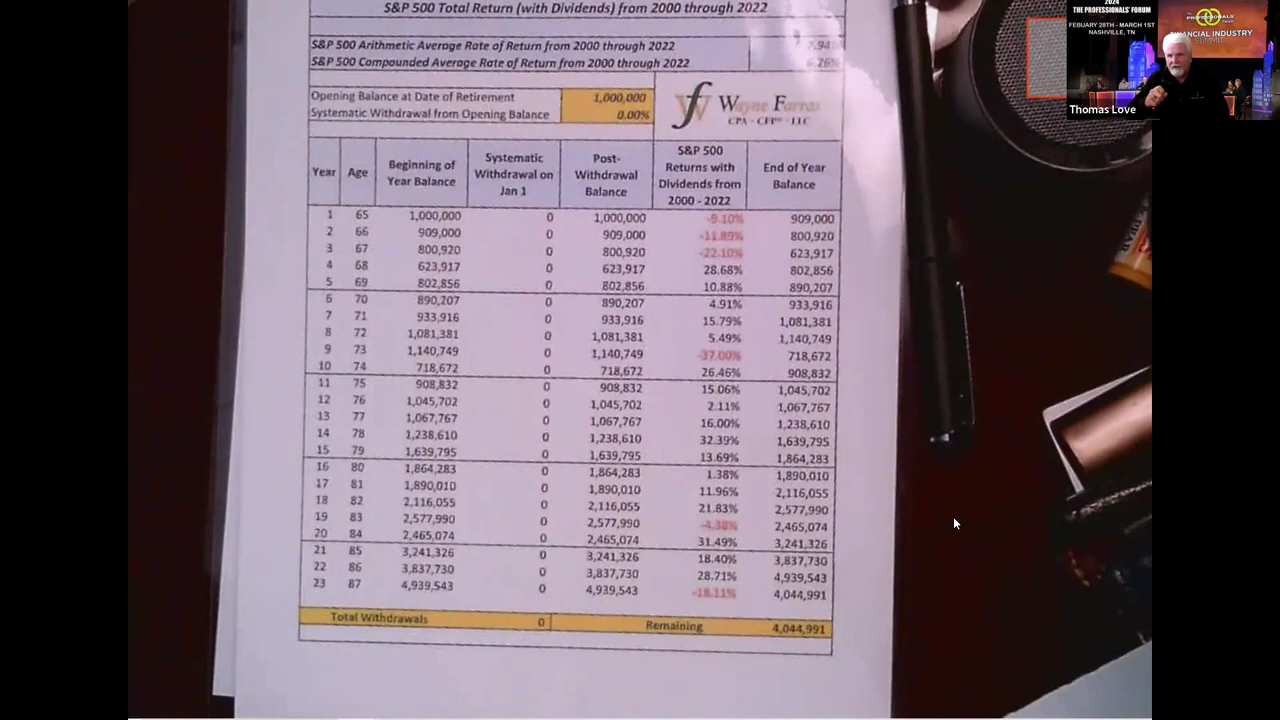 S&P 500 Total Return (with Dividends) from 2000 through 2022
S&P 500 Arithmetic Average Rate of Return from 2000 through 2022 7.94%
S&P 500 Compounded Average Rate of Return from 2000 through 2022 6.26%
Opening Balance at Date of Retirement 1,000,000
Systematic Withdrawal from Opening Balance 0.00%
Wayne Farras
CPA · CFP® · LLC
Year Age Beginning of Year Balance Systematic Withdrawal on Jan 1 Post-Withdrawal Balance S&P 500 Returns with Dividends from 2000 - 2022 End of Year Balance
1 65 1,000,000 0 1,000,000 -9.10% 909,000
2 66 909,000 0 909,000 -11.89% 800,920
3 67 800,920 0 800,920 -22.10% 623,917
4 68 623,917 0 623,917 28.68% 802,856
5 69 802,856 0 802,856 10.88% 890,207
6 70 890,207 0 890,207 4.91% 933,916
7 71 933,916 0 933,916 15.79% 1,081,381
8 72 1,081,381 0 1,081,381 5.49% 1,140,749
9 73 1,140,749 0 1,140,749 -37.00% 718,672
10 74 718,672 0 718,672 26.46% 908,832
11 75 908,832 0 908,832 15.06% 1,045,702
12 76 1,045,702 0 1,045,702 2.11% 1,067,767
13 77 1,067,767 0 1,067,767 16.00% 1,238,610
14 78 1,238,610 0 1,238,610 32.39% 1,639,795
15 79 1,639,795 0 1,639,795 13.69% 1,864,283
16 80 1,864,283 0 1,864,283 1.38% 1,890,010
17 81 1,890,010 0 1,890,010 11.96% 2,116,055
18 82 2,116,055 0 2,116,055 21.83% 2,577,990
19 83 2,577,990 0 2,577,990 -4.38% 2,465,074
20 84 2,465,074 0 2,465,074 31.49% 3,241,326
21 85 3,241,326 0 3,241,326 18.40% 3,837,730
22 86 3,837,730 0 3,837,730 28.71% 4,939,543
23 87 4,939,543 0 4,939,543 -18.11% 4,044,991
Total Withdrawals 0 Remaining 4,044,991
2024
THE PROFESSIONALS' FORUM
FEBUARY 28TH - MARCH 1ST
NASHVILLE, TN
FINANCIAL INDUSTRY
SUMMIT
Thomas Love